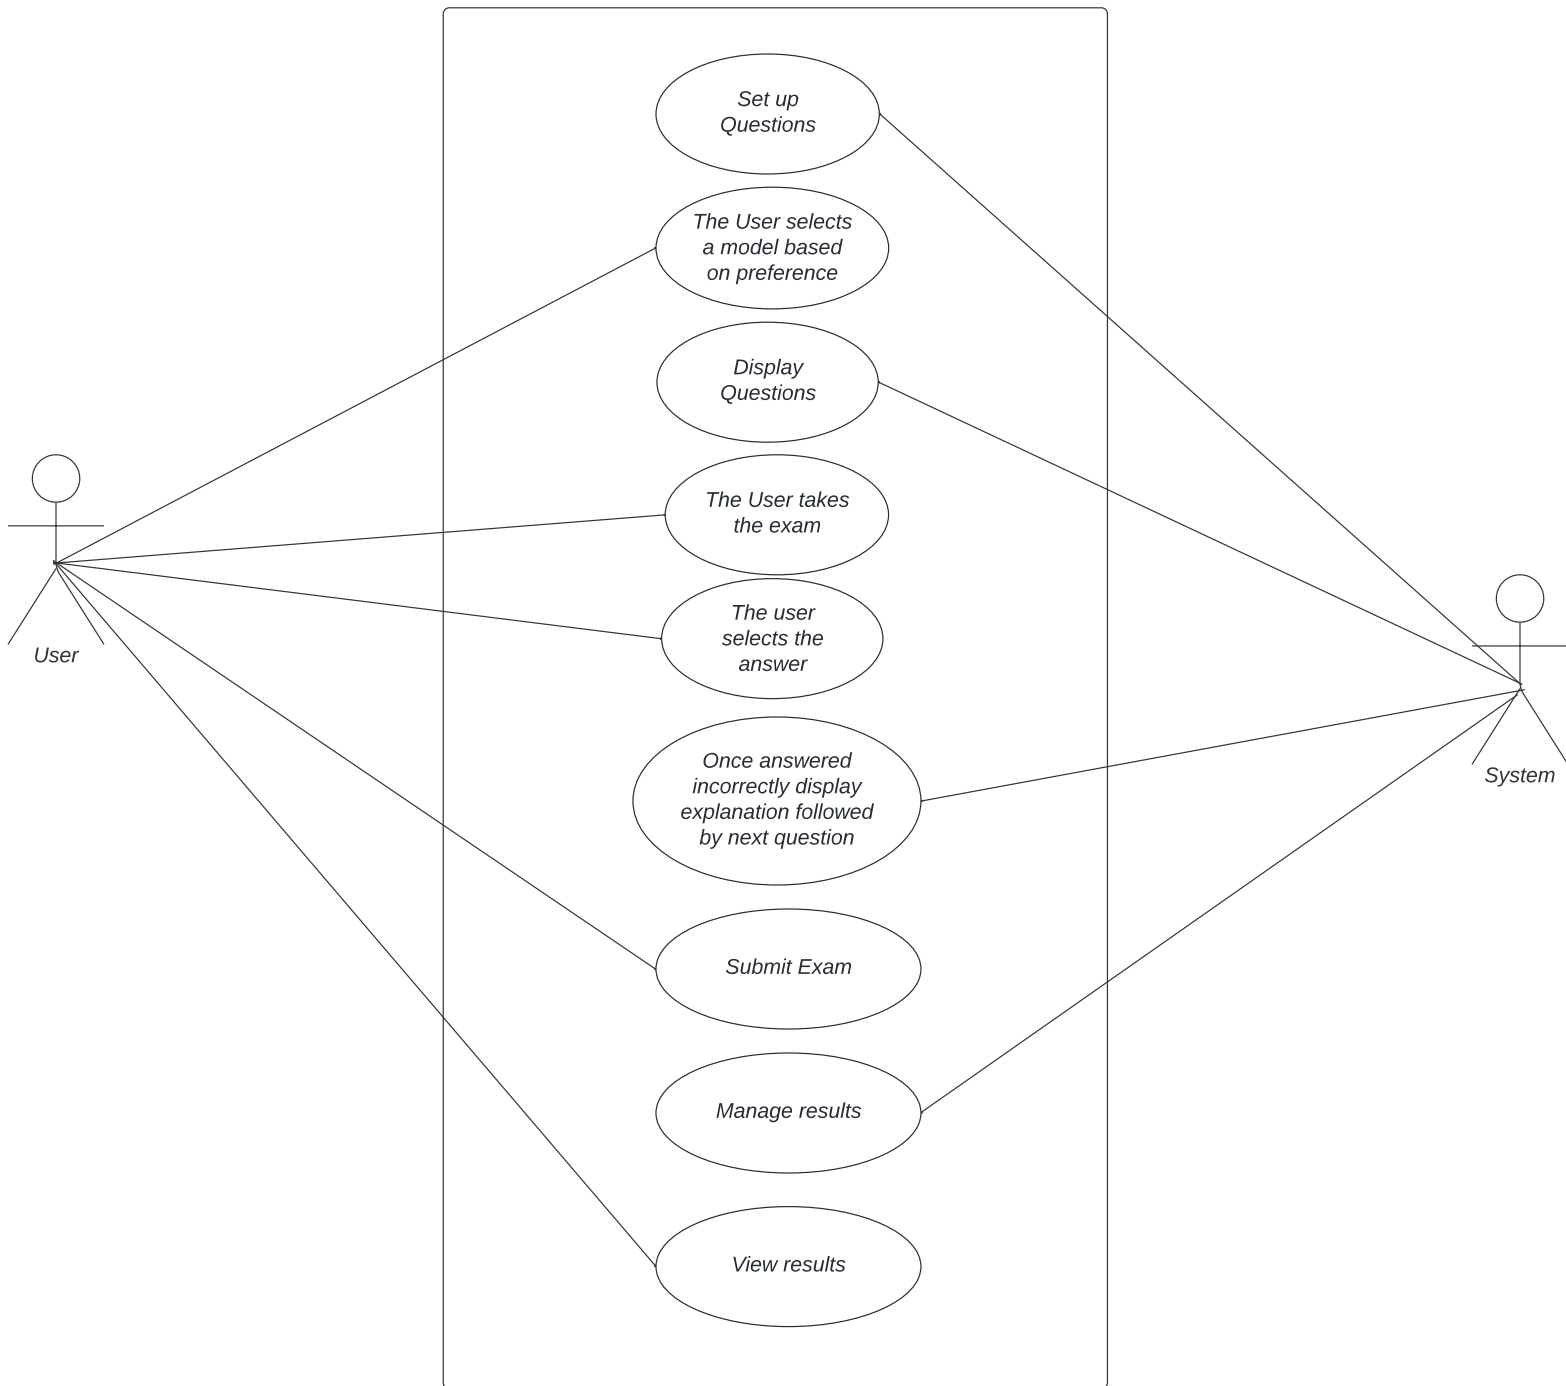 Set up
Questions
The User selects
a model based
on preference
Display
Questions
The User takes
the exam
The user
selects the
answer
User
Once answered
incorrectly display
explanation followed
by next question
System
Submit Exam
Manage results
View results